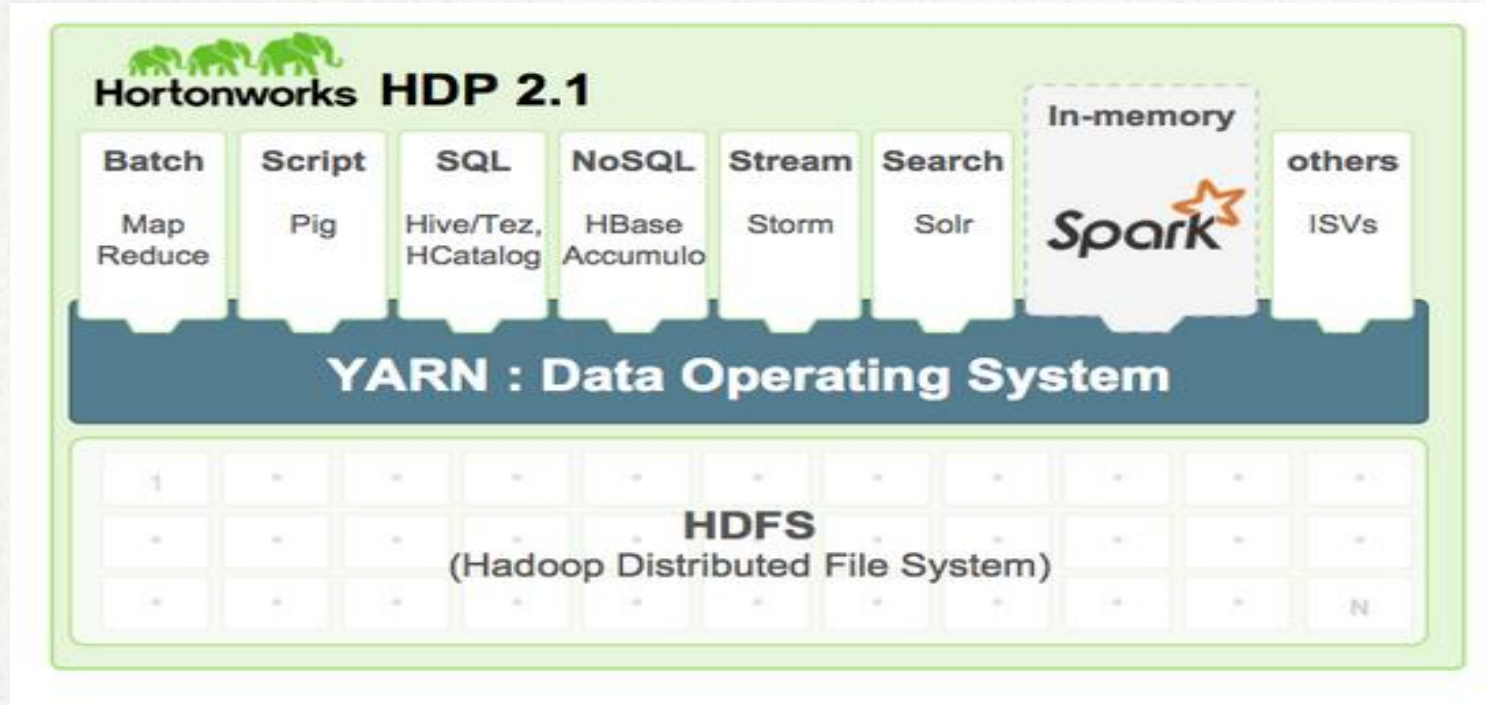 Hortonworks HDP 2.1
Batch
Map
Reduce
Script
Pig
SQL
Hive/Tez,
HCatalog
NoSQL
HBase
Accumulo
Stream
Storm
Search
Solr
In-memory
Spark
others
ISVs
YARN : Data Operating System
1
HDFS
(Hadoop Distributed File System)
N